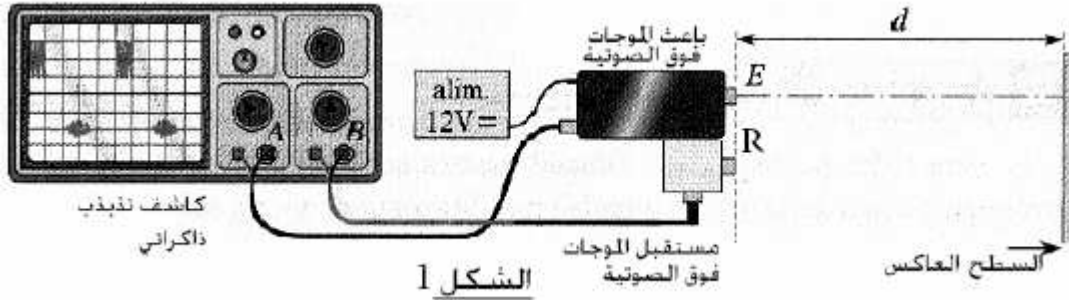 باعث الموجات
فوق الصوتية
d
E
alim.
12V=
A
B
R
كاشف تذبذب
ذاكراتي
مستقبل الموجات
فوق الصوتية
السطح العاكس
الشكل 1